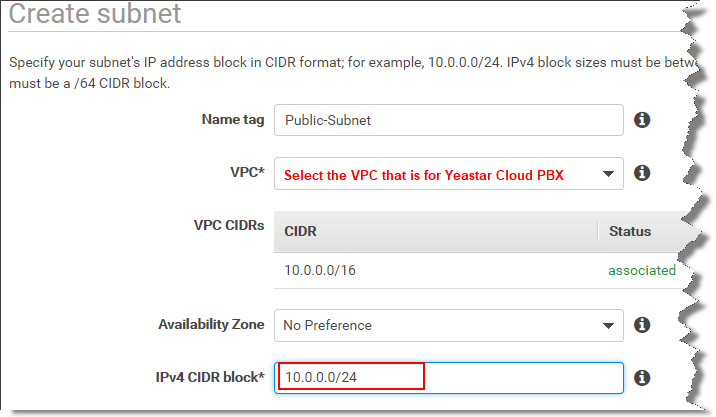 Create subnet
Specify your subnet's IP address block in CIDR format; for example, 10.0.0.0/24. IPv4 block sizes must be
must be a /64 CIDR block.
Name tag Public-Subnet
VPC* Select the VPC that is for Yeastar Cloud PBX
VPC CIDRs CIDR Status
10.0.0.0/16 associated
Availability Zone No Preference
IPv4 CIDR block* 10.0.0.0/24